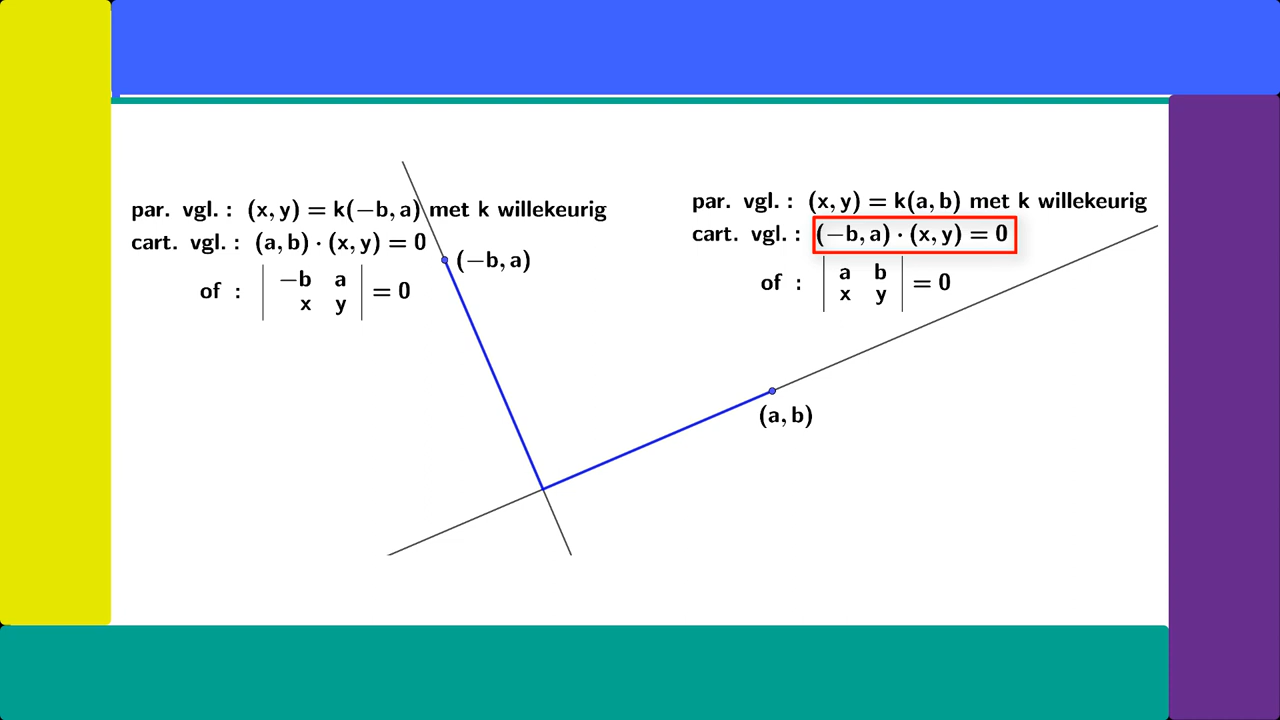 par. vgl. : (x, y) = k(−b, a) met k willekeurig
cart. vgl. : (a, b) · (x, y) = 0
(−b, a)
of : | −b a |
| x y | = 0
par. vgl. : (x, y) = k(a, b) met k willekeurig
cart. vgl. : (−b, a) · (x, y) = 0
of : | a b |
| x y | = 0
(a, b)